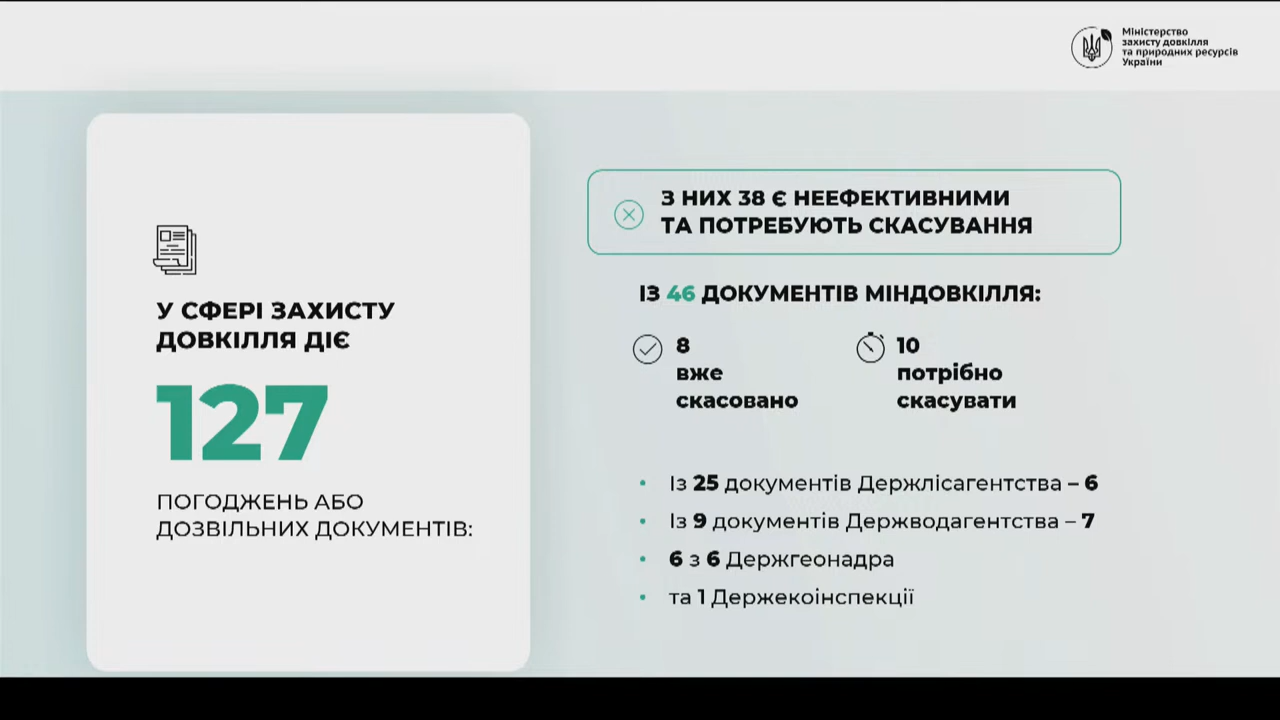 Міністерство
захисту довкілля
та природних ресурсів
України
У СФЕРІ ЗАХИСТУ
ДОВКІЛЛЯ ДІЄ
127
ПОГОДЖЕНЬ АБО
ДОЗВІЛЬНИХ ДОКУМЕНТІВ:
З НИХ 38 Є НЕЕФЕКТИВНИМИ
ТА ПОТРЕБУЮТЬ СКАСУВАННЯ
ІЗ 46 ДОКУМЕНТІВ МІНДОВКІЛЛЯ:
8
вже
скасовано
10
потрібно
скасувати
• Із 25 документів Держлісагентства – 6
• Із 9 документів Держводагентства – 7
• 6 з 6 Держгеонадра
• та 1 Держекоінспекції